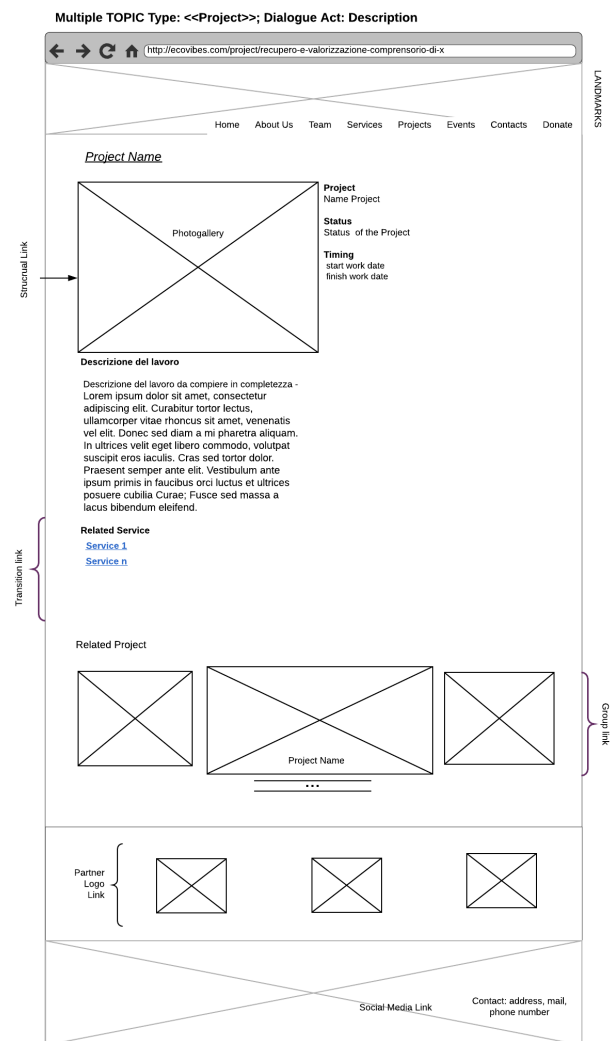 Multiple TOPIC Type: <<Project>>; Dialogue Act: Description
http://ecovibes.com/project/recupero-e-valorizzazione-comprensorio-di-x
LANDMARKS
Home About Us Team Services Projects Events Contacts Donate
Project Name
Photogallery
Project
Name Project
Status
Status of the Project
Timing
start work date
finish work date
Strucrual Link
Descrizione del lavoro
Descrizione del lavoro da compiere in completezza -
Lorem ipsum dolor sit amet, consectetur
adipiscing elit. Curabitur tortor lectus,
ullamcorper vitae rhoncus sit amet, venenatis
vel elit. Donec sed diam a mi pharetra aliquam.
In ultrices velit eget libero commodo, volutpat
suscipit eros iaculis. Cras sed tortor dolor.
Praesent semper ante elit. Vestibulum ante
ipsum primis in faucibus orci luctus et ultrices
posuere cubilia Curae; Fusce sed massa a
lacus bibendum eleifend.
Related Service
Service 1
Service n
Transition link
Related Project
Project Name
...
Group link
Partner
Logo
Link
Social Media Link
Contact: address, mail,
phone number